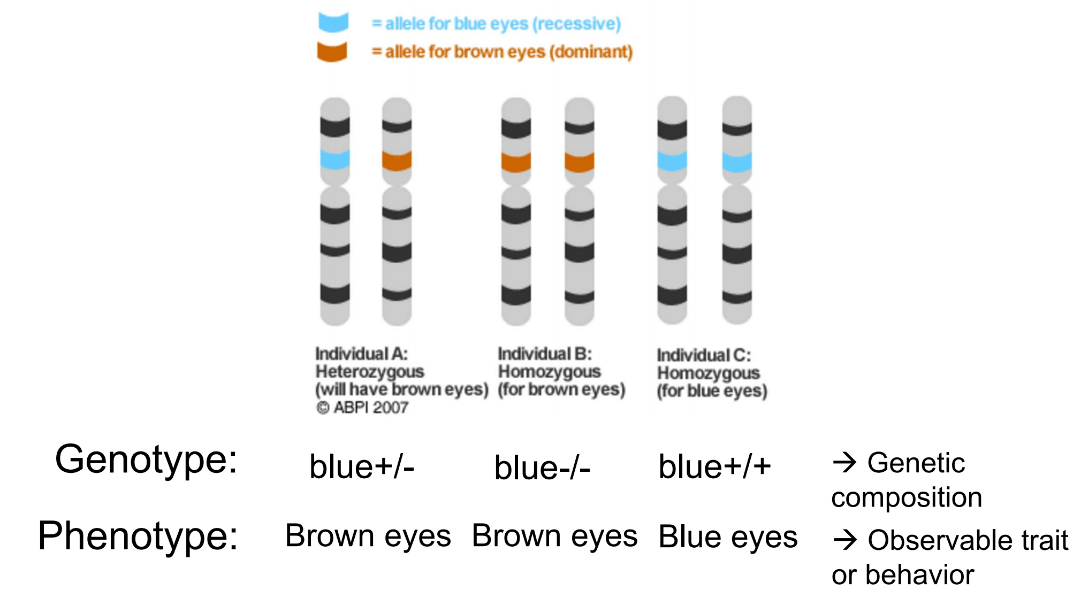 = allele for blue eyes (recessive)
= allele for brown eyes (dominant)
Individual A:
Heterozygous
(will have brown eyes)
© ABPI 2007
Individual B:
Homozygous
(for brown eyes)
Individual C:
Homozygous
(for blue eyes)
Genotype: blue+/- blue-/- blue+/+ → Genetic
composition
Phenotype: Brown eyes Brown eyes Blue eyes → Observable trait
or behavior